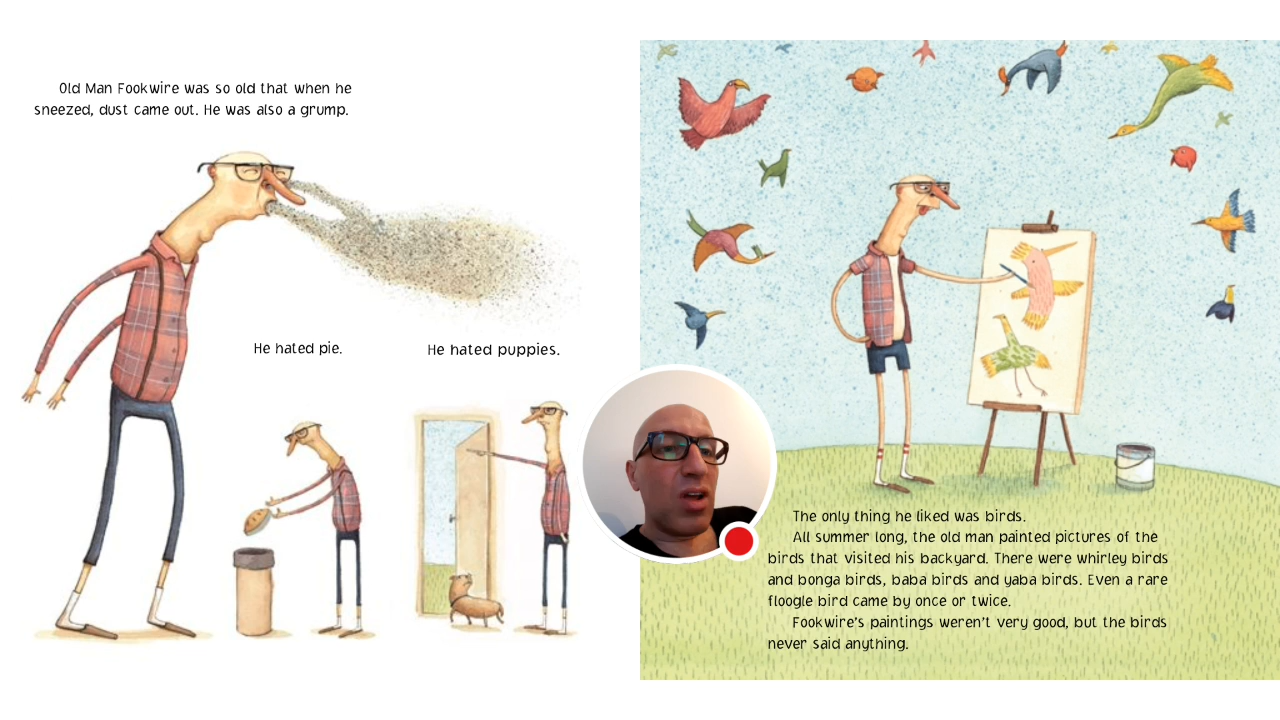 Old Man Fookwire was so old that when he
sneezed, dust came out. He was also a grump.
He hated pie.
He hated puppies.
The only thing he liked was birds.
All summer long, the old man painted pictures of the
birds that visited his backyard. There were whirley birds
and bonga birds, baba birds and yaba birds. Even a rare
floogle bird came by once or twice.
Fookwire's paintings weren't very good, but the birds
never said anything.